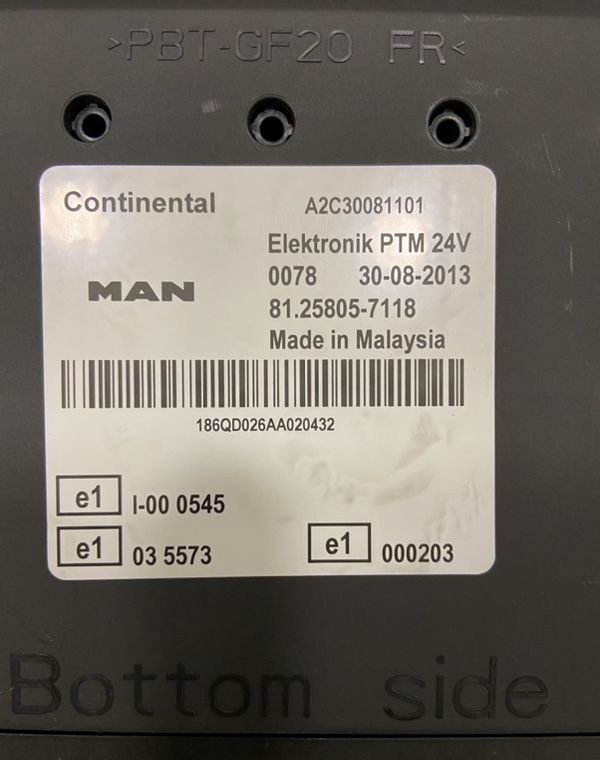 >PBT-GF20 FR<
Continental A2C30081101
Elektronik PTM 24V
MAN 0078 30-08-2013
81.25805-7118
Made in Malaysia
186QD026AA020432
e1 I-00 0545
e1 03 5573 e1 000203
Bottom side